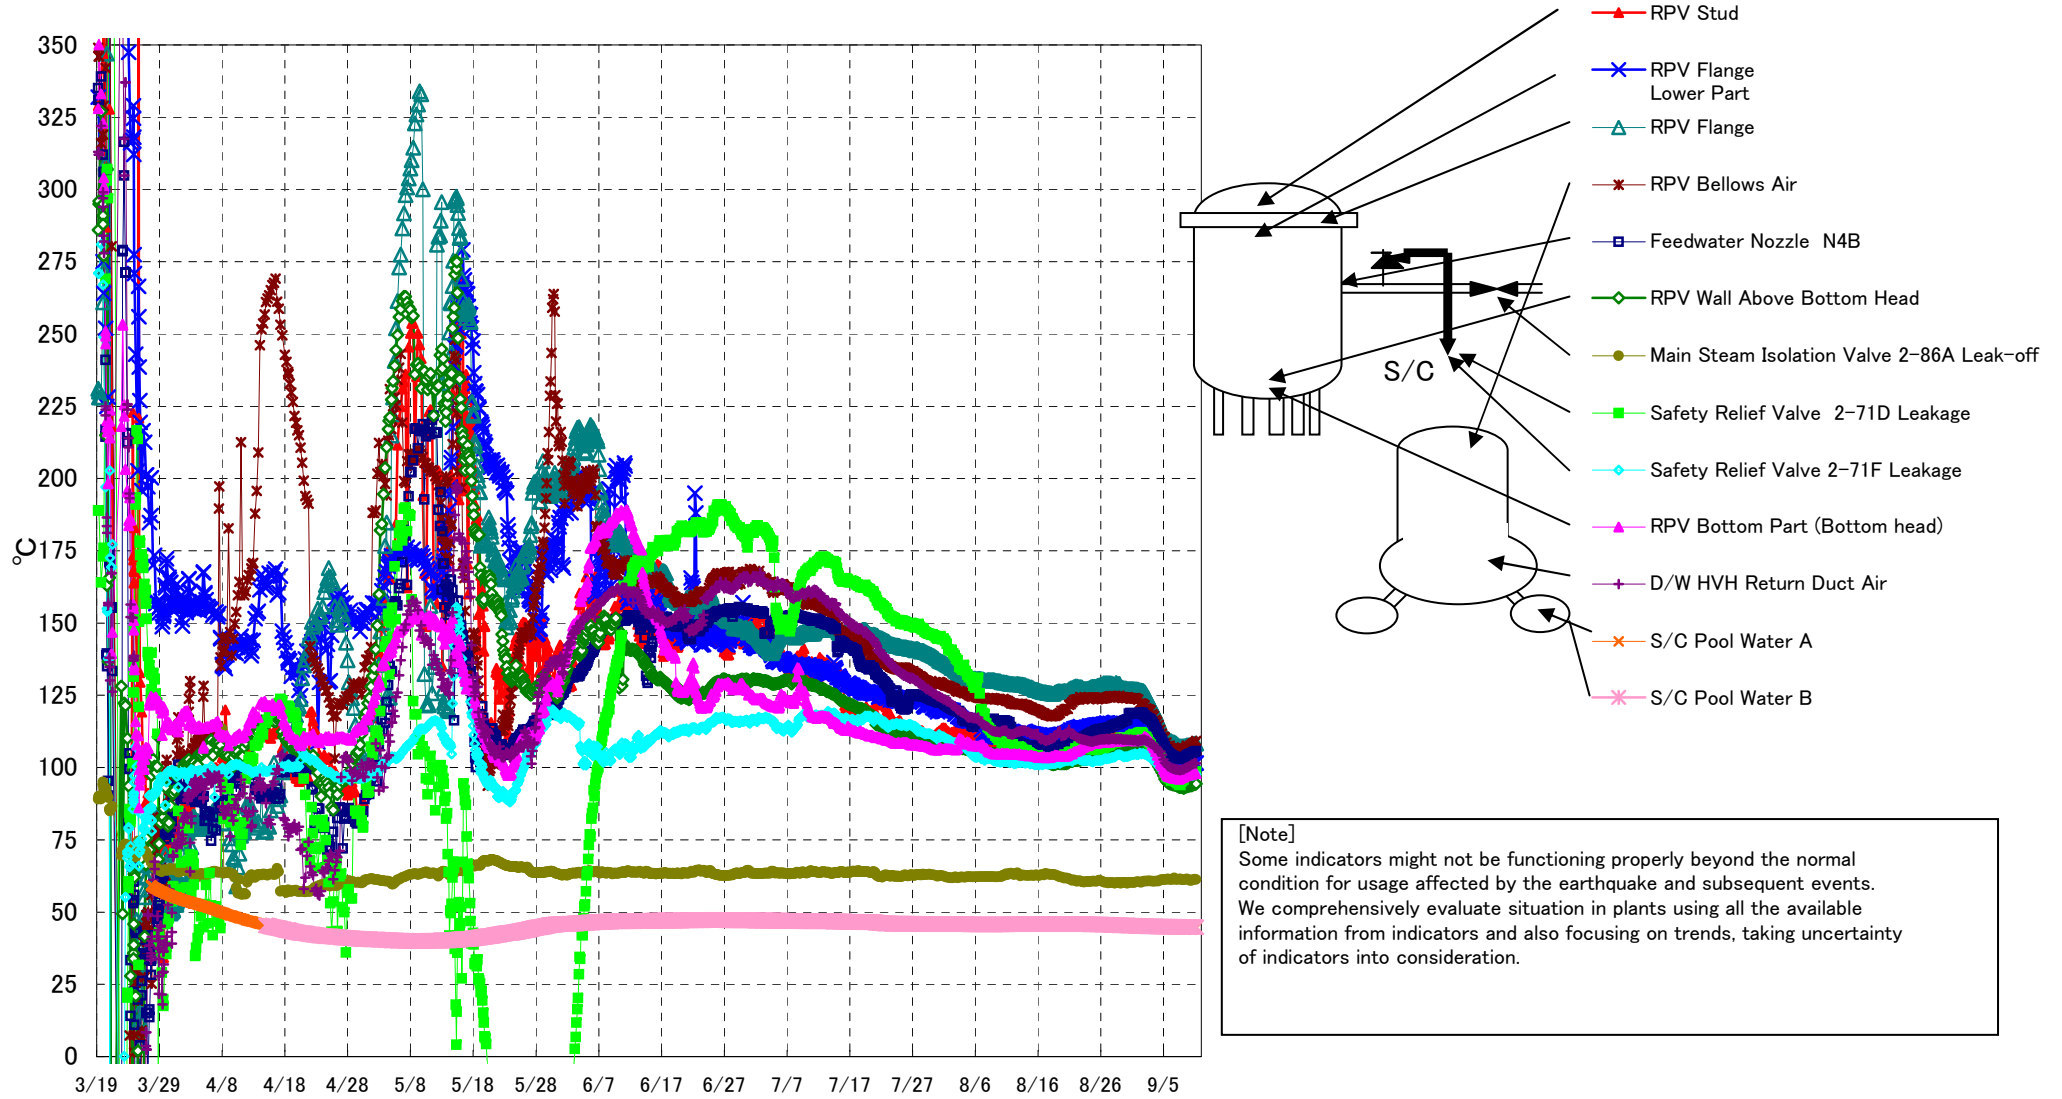 350
325
300
275
250
225
200
175
150
125
100
75
50
25
0
℃
3/19 3/29 4/8 4/18 4/28 5/8 5/18 5/28 6/7 6/17 6/27 7/7 7/17 7/27 8/6 8/16 8/26 9/5
RPV Stud
RPV Flange
Lower Part
RPV Flange
RPV Bellows Air
Feedwater Nozzle N4B
RPV Wall Above Bottom Head
Main Steam Isolation Valve 2-86A Leak-off
Safety Relief Valve 2-71D Leakage
Safety Relief Valve 2-71F Leakage
RPV Bottom Part (Bottom head)
D/W HVH Return Duct Air
S/C Pool Water A
S/C Pool Water B
S/C
[Note]
Some indicators might not be functioning properly beyond the normal
condition for usage affected by the earthquake and subsequent events.
We comprehensively evaluate situation in plants using all the available
information from indicators and also focusing on trends, taking uncertainty
of indicators into consideration.